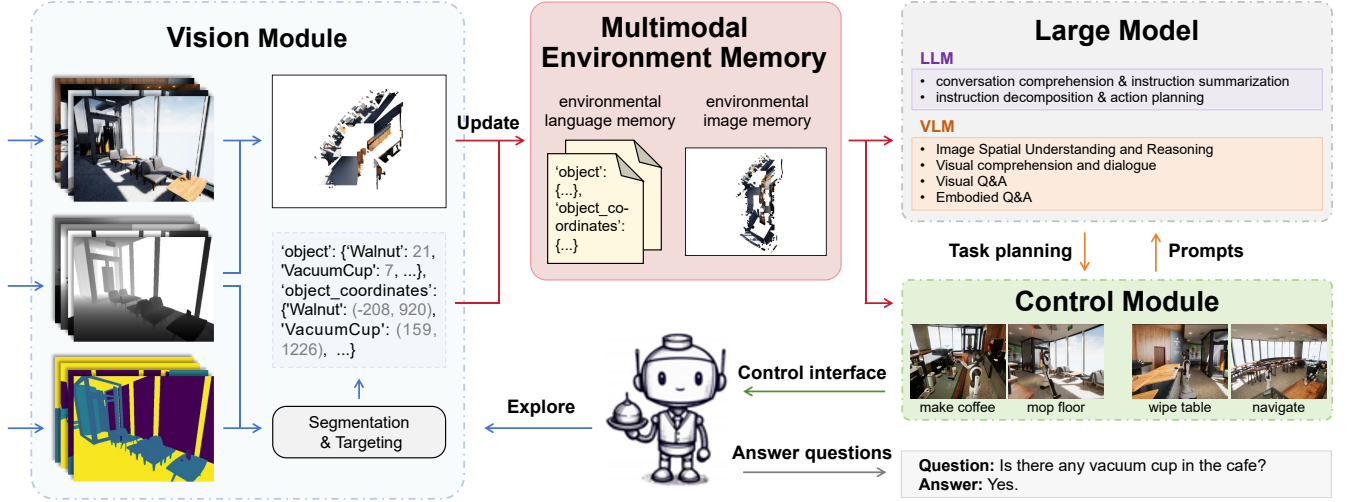 Vision Module
'object': {'Walnut': 21,
'VacuumCup': 7, ...},
'object_coordinates':
{'Walnut': (-208, 920),
'VacuumCup': (159,
1226), ...}
Segmentation
& Targeting
Update
Multimodal
Environment Memory
environmental
language memory
'object':
{...},
'object_co-
ordinates':
{...}
environmental
image memory
Large Model
LLM
• conversation comprehension & instruction summarization
• instruction decomposition & action planning
VLM
• Image Spatial Understanding and Reasoning
• Visual comprehension and dialogue
• Visual Q&A
• Embodied Q&A
Task planning
Prompts
Control Module
make coffee
mop floor
wipe table
navigate
Explore
Control interface
Answer questions
Question: Is there any vacuum cup in the cafe?
Answer: Yes.